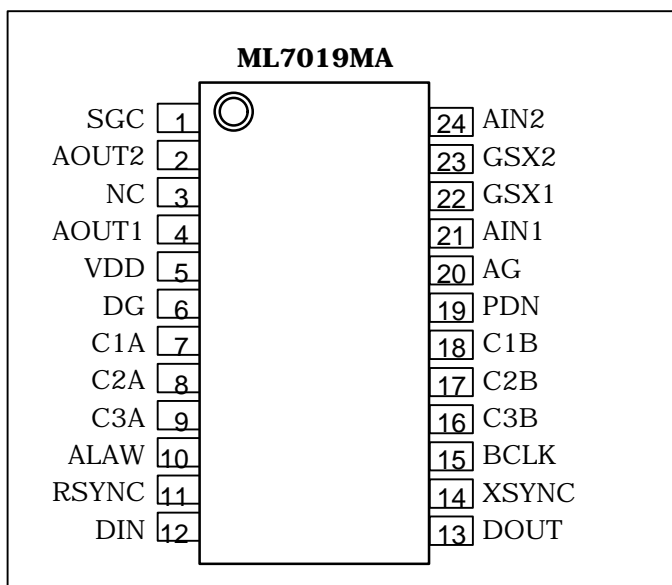 ML7019MA
SGC 1 24 AIN2
AOUT2 2 23 GSX2
NC 3 22 GSX1
AOUT1 4 21 AIN1
VDD 5 20 AG
DG 6 19 PDN
C1A 7 18 C1B
C2A 8 17 C2B
C3A 9 16 C3B
ALAW 10 15 BCLK
RSYNC 11 14 XSYNC
DIN 12 13 DOUT